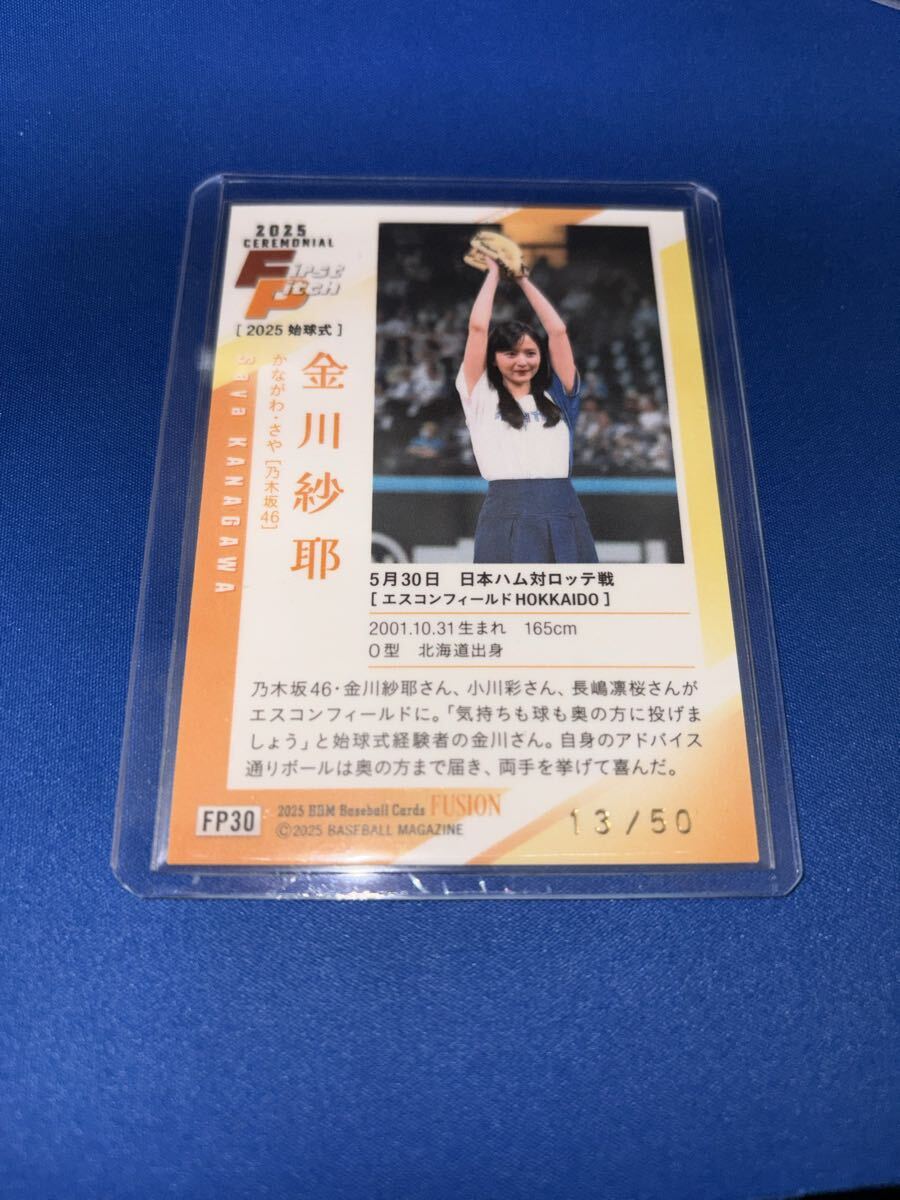 2025
CEREMONIAL
First
Pitch
[ 2025 始球式 ]
金川紗耶
かながわ・さや [乃木坂46]
Saya KANAGAWA
5月30日 日本ハム対ロッテ戦
[ エスコンフィールドHOKKAIDO ]
2001.10.31生まれ 165cm
O型 北海道出身
乃木坂46・金川紗耶さん、小川彩さん、長嶋凛桜さんが
エスコンフィールドに。「気持ちも球も奥の方に投げま
しょう」と始球式経験者の金川さん。自身のアドバイス
通りボールは奥の方まで届き、両手を挙げて喜んだ。
FP30
2025 BBM Baseball Cards FUSION
©2025 BASEBALL MAGAZINE
13/50